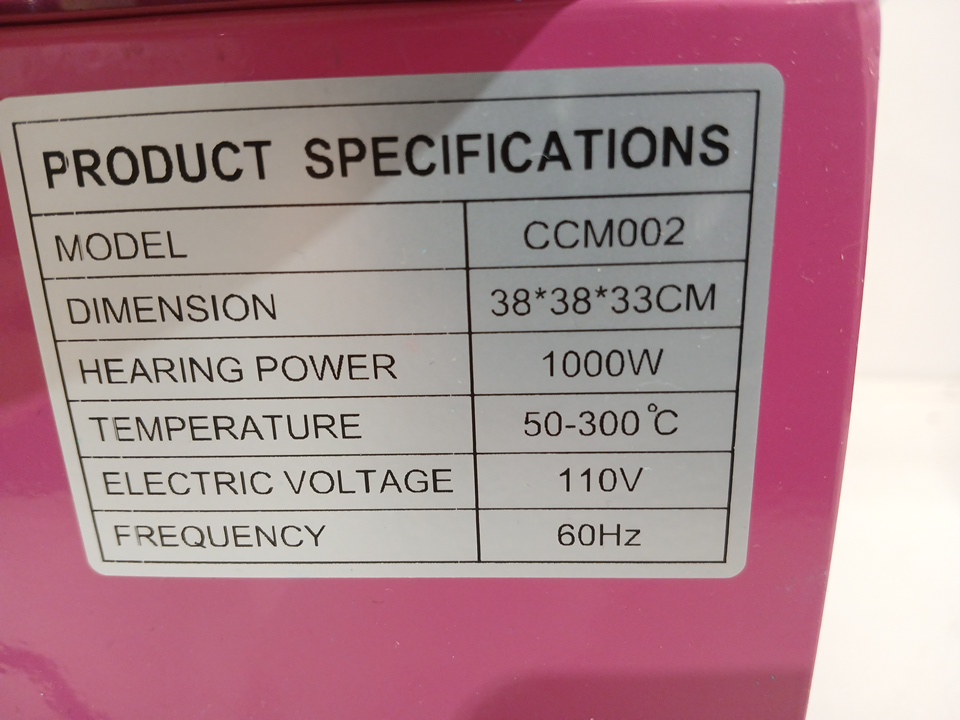 PRODUCT SPECIFICATIONS
MODEL CCM002
DIMENSION 38*38*33CM
HEARING POWER 1000W
TEMPERATURE 50-300℃
ELECTRIC VOLTAGE 110V
FREQUENCY 60Hz